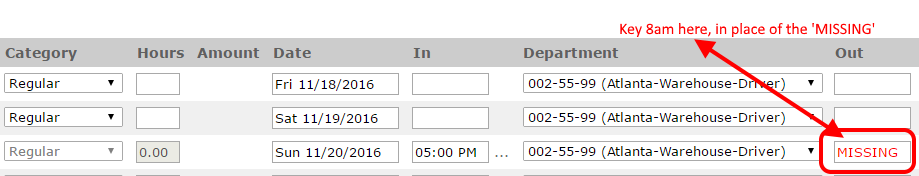 Key 8am here, in place of the 'MISSING'
Category Hours Amount Date In Department Out
Regular Fri 11/18/2016 002-55-99 (Atlanta-Warehouse-Driver)
Regular Sat 11/19/2016 002-55-99 (Atlanta-Warehouse-Driver)
Regular 0.00 Sun 11/20/2016 05:00 PM ... 002-55-99 (Atlanta-Warehouse-Driver) MISSING